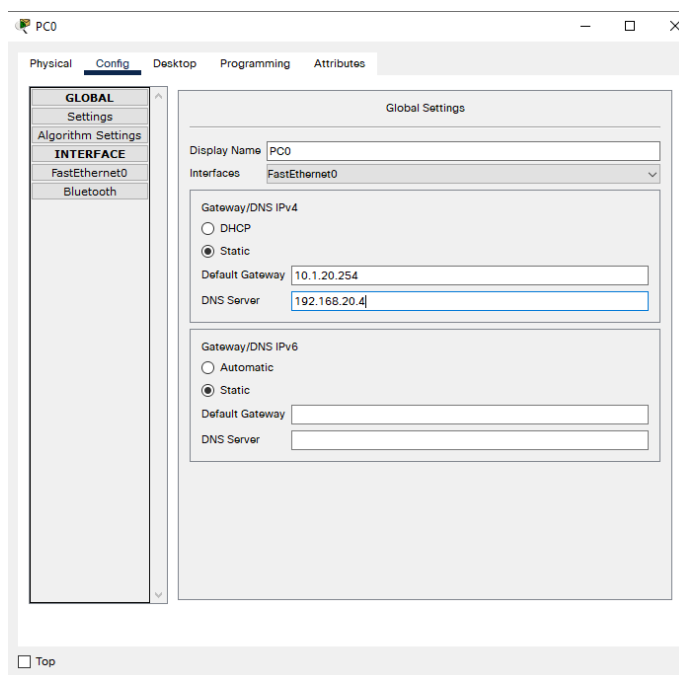 PC0
Physical Config Desktop Programming Attributes
GLOBAL
Settings
Algorithm Settings
INTERFACE
FastEthernet0
Bluetooth
Global Settings
Display Name PC0
Interfaces FastEthernet0
Gateway/DNS IPv4
DHCP
Static
Default Gateway 10.1.20.254
DNS Server 192.168.20.4
Gateway/DNS IPv6
Automatic
Static
Default Gateway
DNS Server
Top